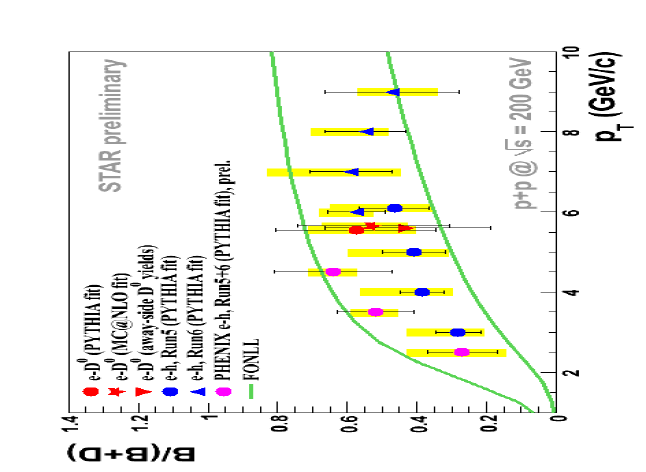 B/(B+D)
1.4
1.2
1
0.8
0.6
0.4
0.2
0
2
4
6
8
10
p_T (GeV/c)
STAR preliminary
p+p @ √s = 200 GeV
e-D⁰ (PYTHIA fit)
e-D⁰ (MC@NLO fit)
e-D⁰ (away-side D⁰ yields)
e-h, Run5 (PYTHIA fit)
e-h, Run6 (PYTHIA fit)
PHENIX e-h, Run5+6 (PYTHIA fit), prel.
FONLL